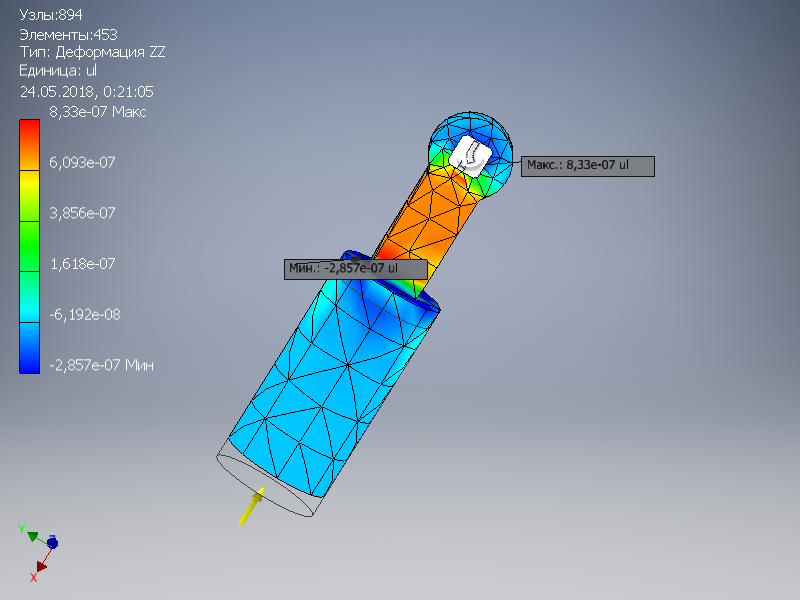 Узлы:894
Элементы:453
Тип: Деформация ZZ
Единица: ul
24.05.2018, 0:21:05
8,33e-07 Макс
6,093e-07
3,856e-07
1,618e-07
-6,192e-08
-2,857e-07 Мин
Макс.: 8,33e-07 ul
Мин.: -2,857e-07 ul
Y
Z
X